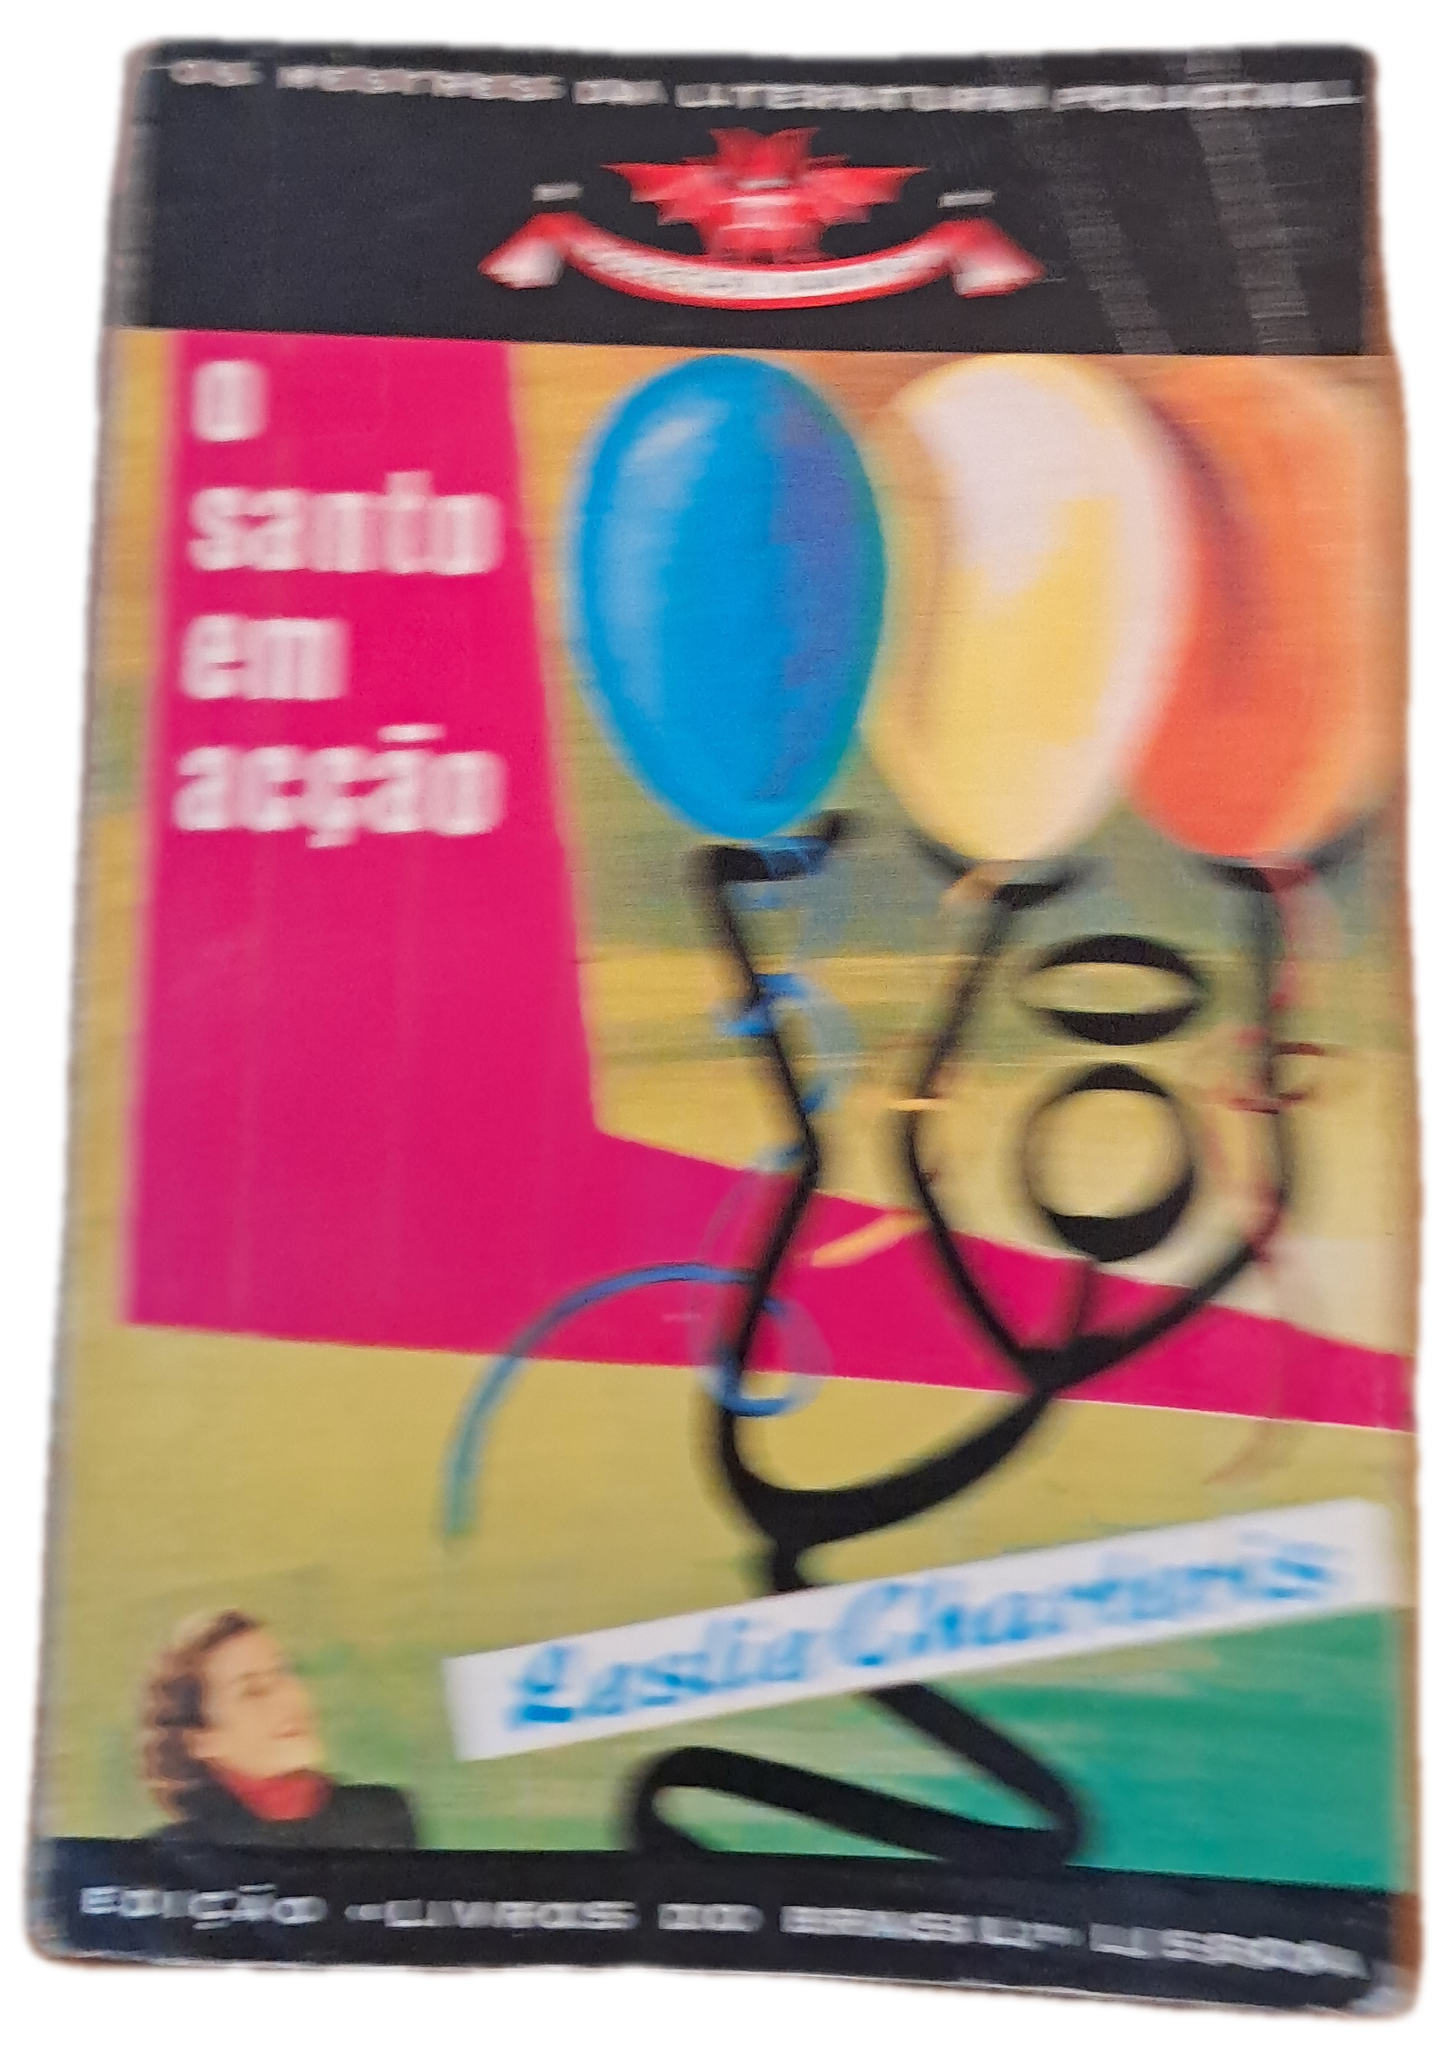 OS MESTRES DA LITERATURA POLICIAL
o
santo
em
acção
Leslie Charteris
EDIÇÃO «LIVROS DO BRASIL» LISBOA